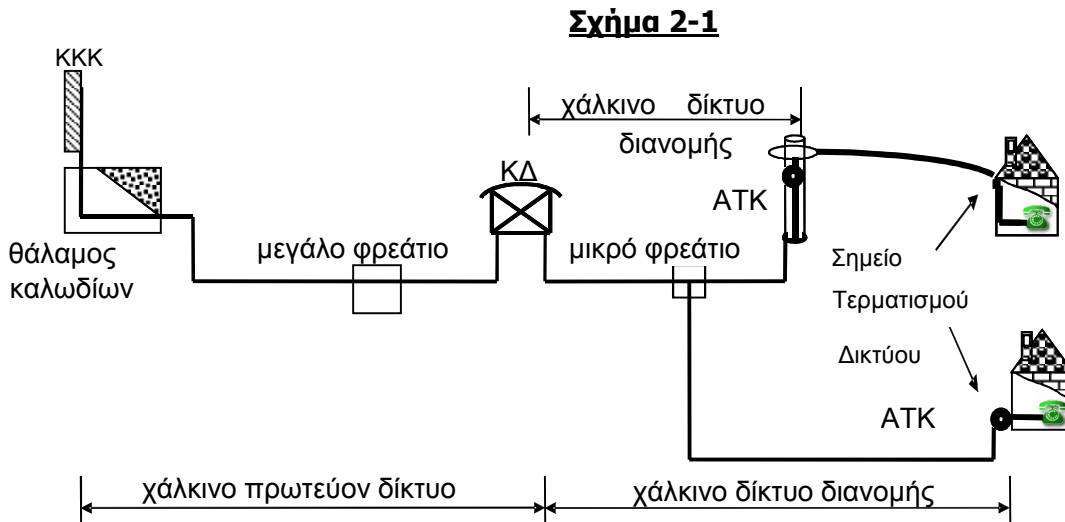 Σχήμα 2-1
ΚΚΚ
χάλκινο δίκτυο
διανομής
ΚΔ
ΑΤΚ
θάλαμος
καλωδίων
μεγάλο φρεάτιο
μικρό φρεάτιο
Σημείο
Τερματισμού
Δικτύου
ΑΤΚ
χάλκινο πρωτεύον δίκτυο
χάλκινο δίκτυο διανομής